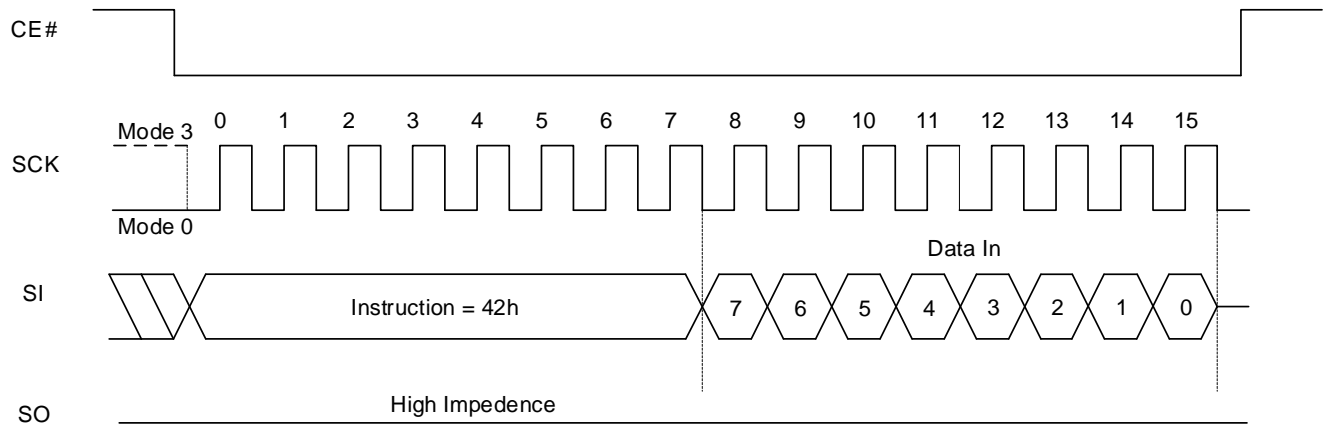 CE#
0 1 2 3 4 5 6 7 8 9 10 11 12 13 14 15
Mode 3
SCK
Mode 0
Data In
SI
Instruction = 42h
7 6 5 4 3 2 1 0
High Impedence
SO